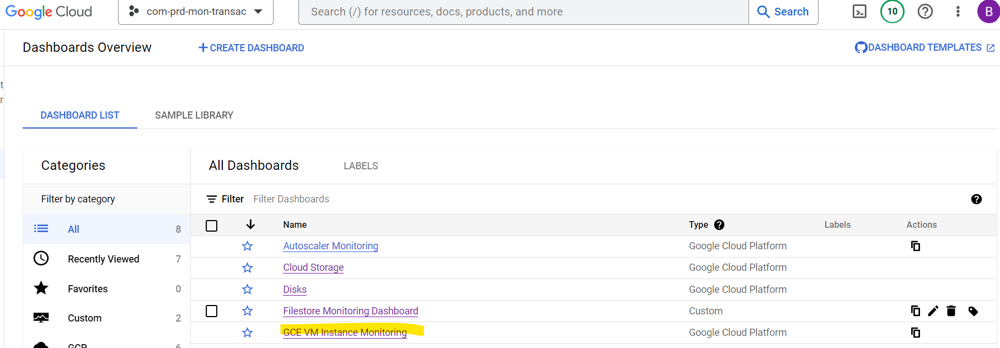 Google Cloud
com-prd-mon-transac
Search (/) for resources, docs, products, and more
Search
10
B
Dashboards Overview
CREATE DASHBOARD
DASHBOARD TEMPLATES
DASHBOARD LIST
SAMPLE LIBRARY
Categories
All Dashboards
LABELS
Filter by category
Filter Filter Dashboards
All 8
Recently Viewed 7
Favorites 0
Custom 2
Name Type Labels Actions
Autoscaler Monitoring Google Cloud Platform
Cloud Storage Google Cloud Platform
Disks Google Cloud Platform
Filestore Monitoring Dashboard Custom
GCE VM Instance Monitoring Google Cloud Platform